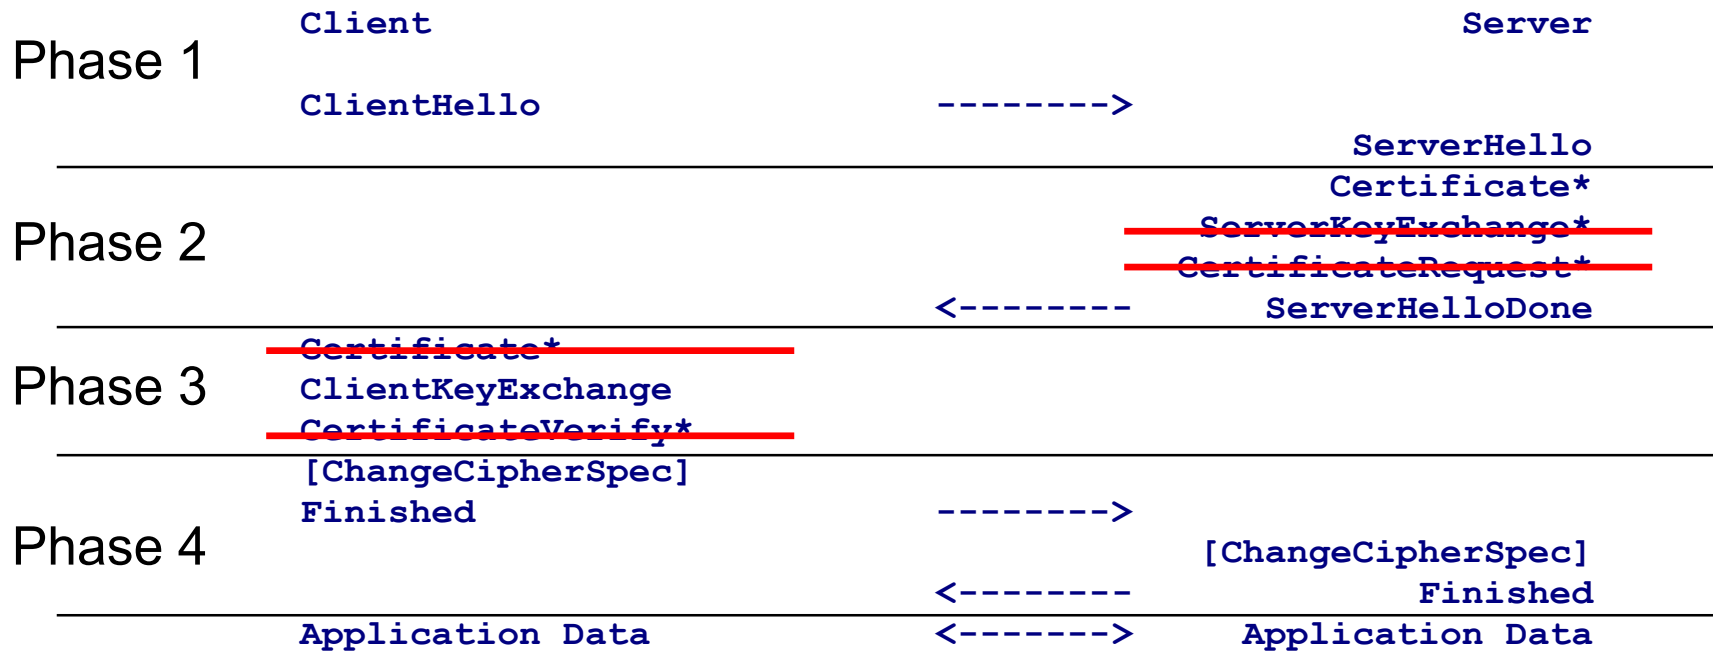 Client Server
Phase 1
ClientHello -------->
ServerHello
Certificate*
Phase 2
ServerKeyExchange*
CertificateRequest*
<-------- ServerHelloDone
Certificate*
Phase 3
ClientKeyExchange
CertificateVerify*
[ChangeCipherSpec]
Finished -------->
Phase 4
[ChangeCipherSpec]
<-------- Finished
Application Data <-------> Application Data